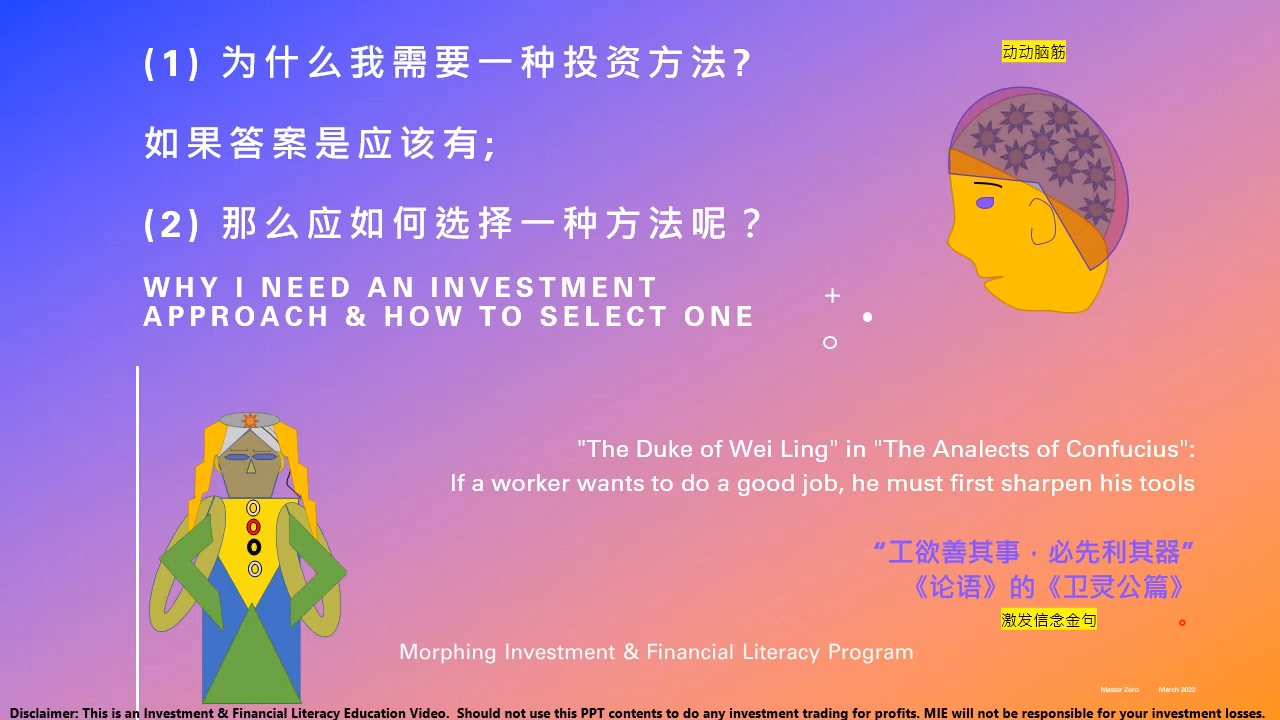 (1) 为什么我需要一种投资方法?
动动脑筋
如果答案是应该有;
(2) 那么应如何选择一种方法呢？
WHY I NEED AN INVESTMENT
APPROACH & HOW TO SELECT ONE
"The Duke of Wei Ling" in "The Analects of Confucius":
If a worker wants to do a good job, he must first sharpen his tools
“工欲善其事，必先利其器”
《论语》的《卫灵公篇》
激发信念金句
Morphing Investment & Financial Literacy Program
Master Zoro March 2022
Disclaimer: This is an Investment & Financial Literacy Education Video. Should not use this PPT contents to do any investment trading for profits. MIE will not be responsible for your investment losses.